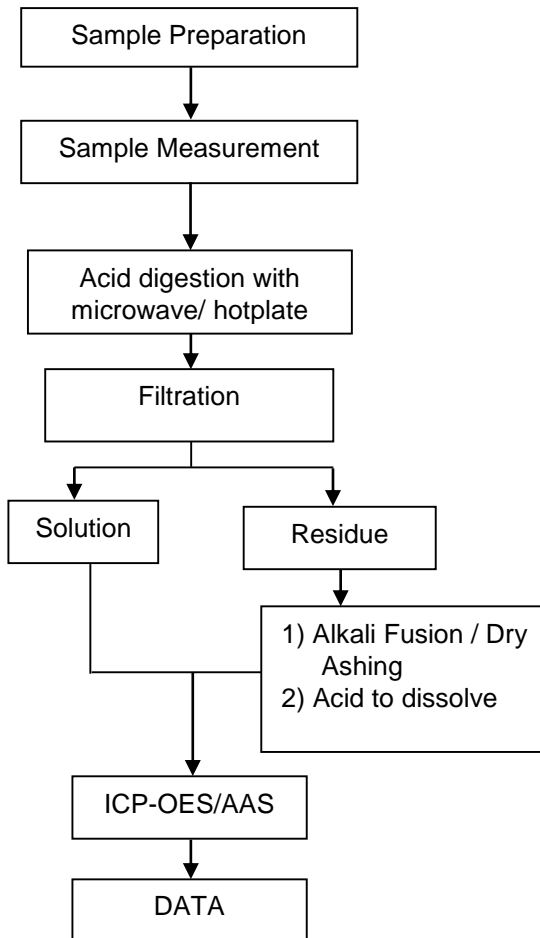 Sample Preparation
Sample Measurement
Acid digestion with
microwave/ hotplate
Filtration
Solution
Residue
1) Alkali Fusion / Dry
Ashing
2) Acid to dissolve
ICP-OES/AAS
DATA